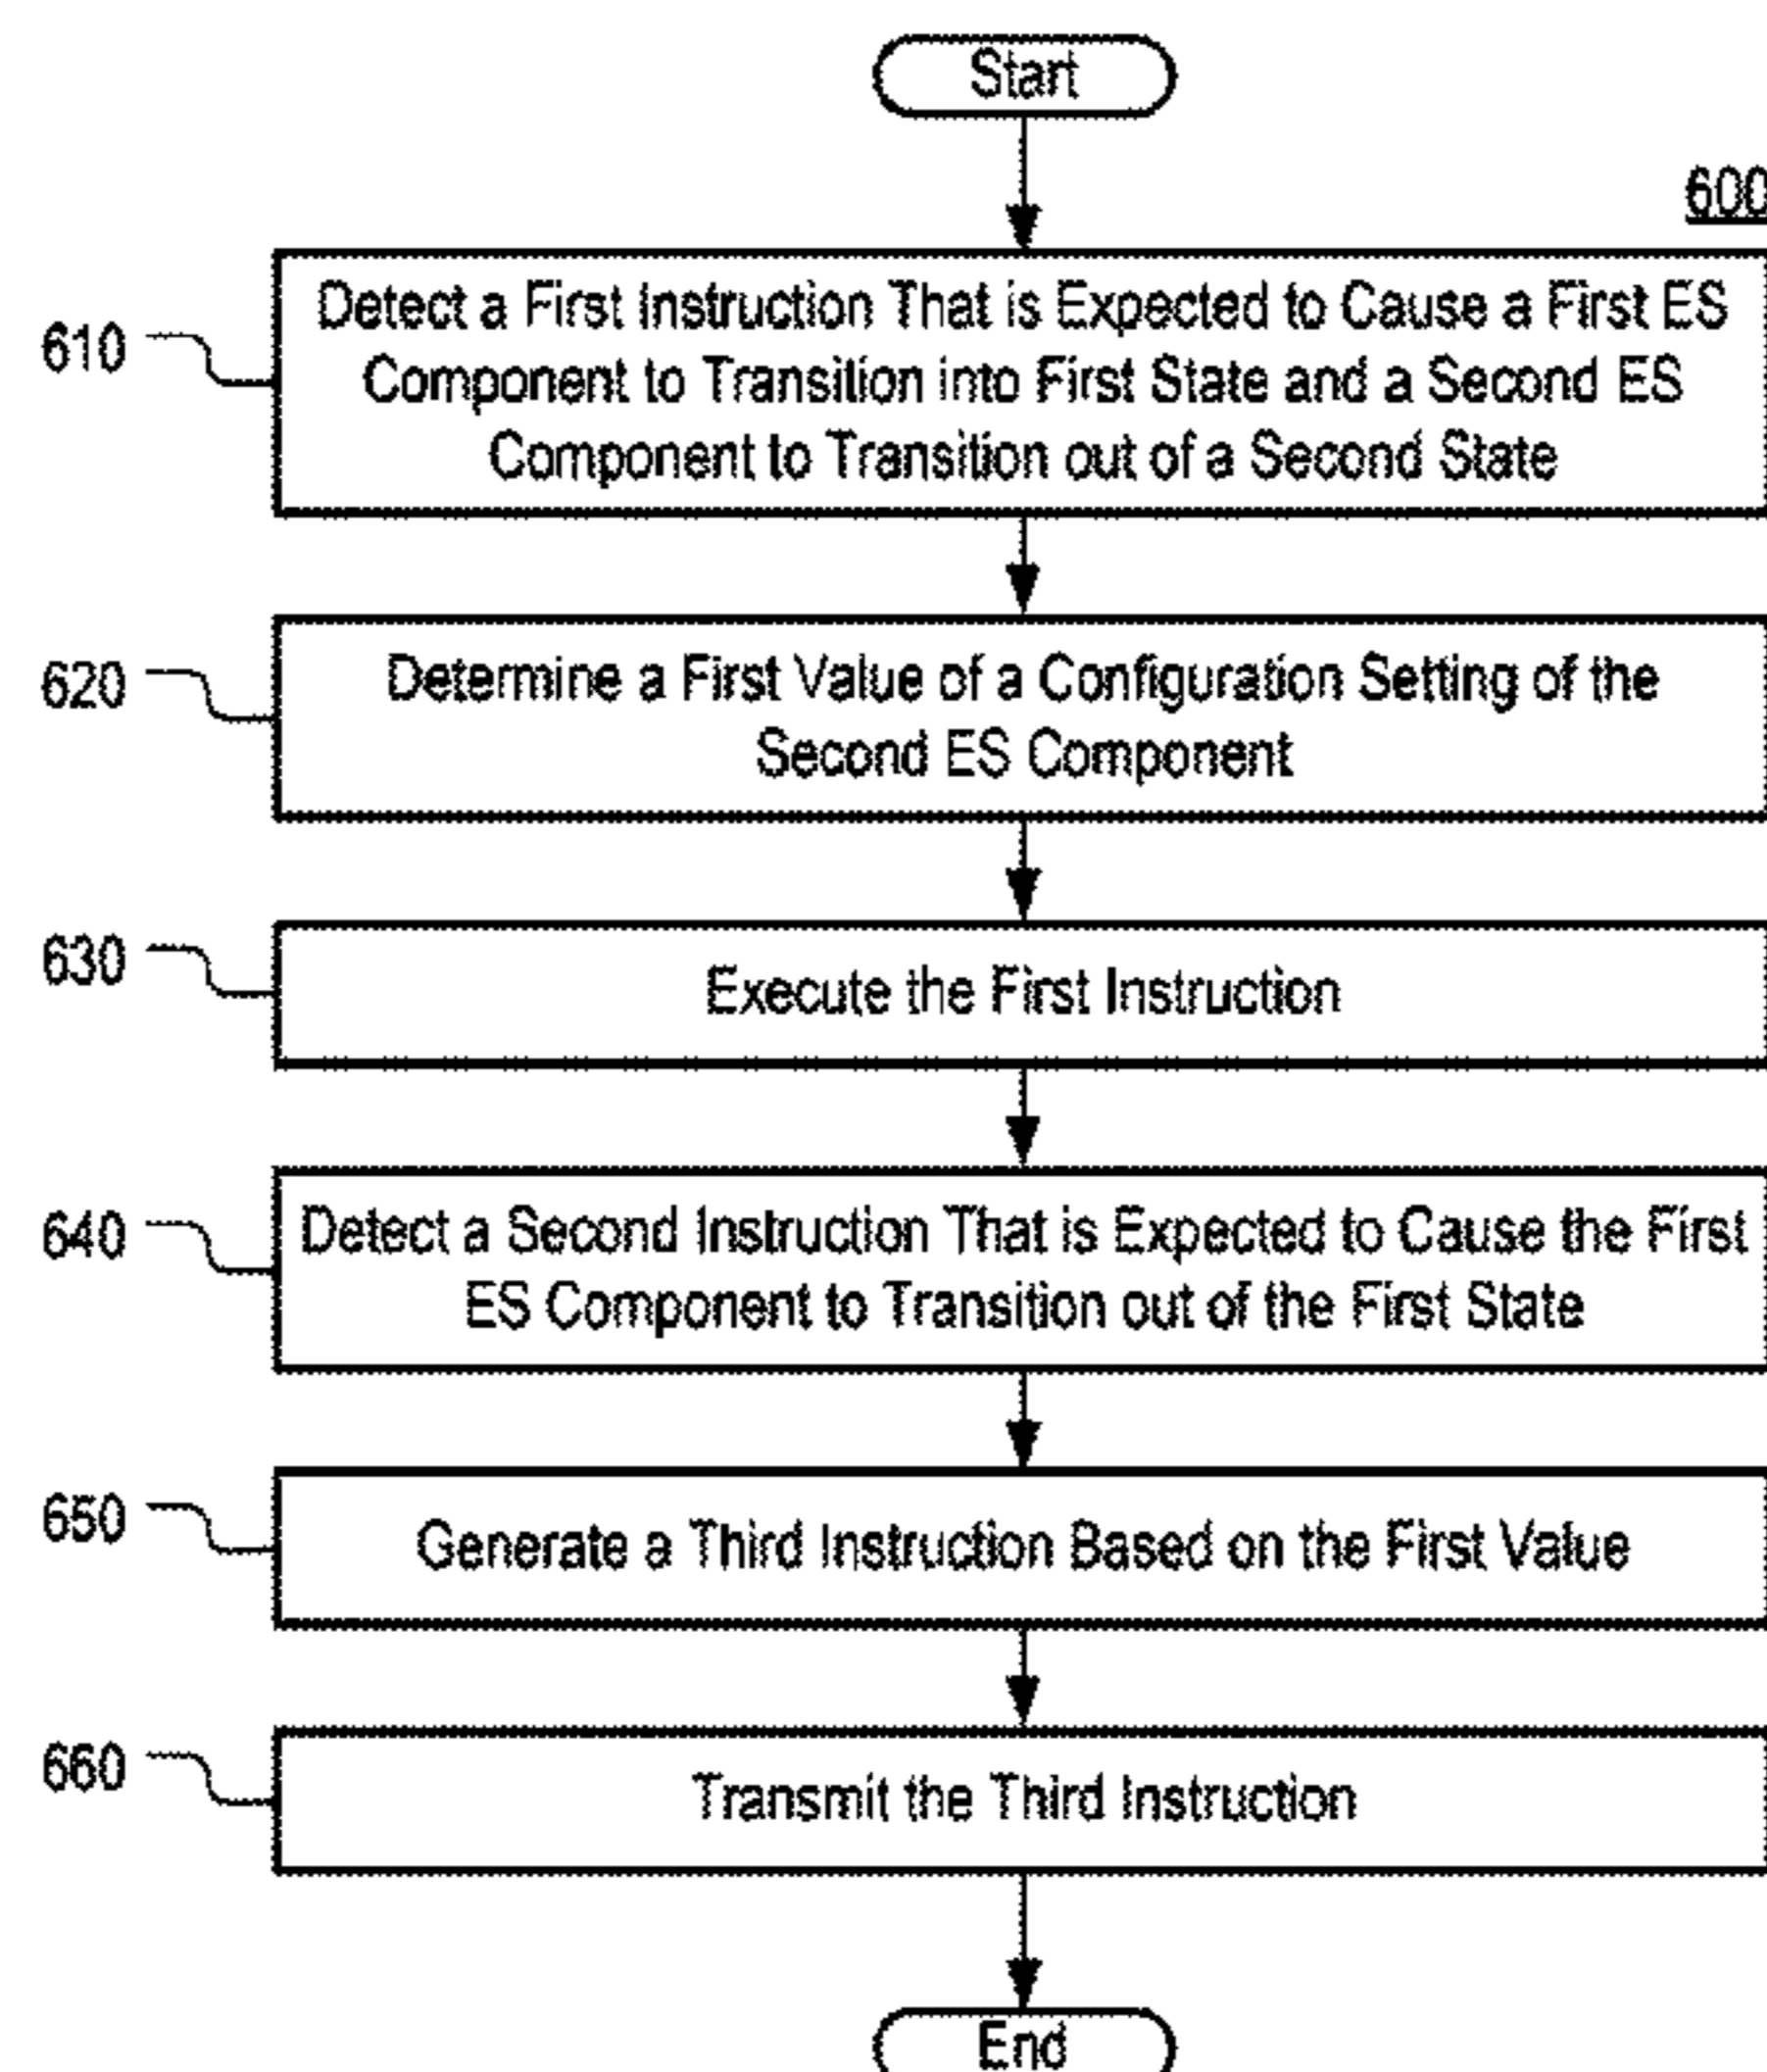 Start
600
610
Detect a First Instruction That is Expected to Cause a First ES
Component to Transition into First State and a Second ES
Component to Transition out of a Second State
620
Determine a First Value of a Configuration Setting of the
Second ES Component
630
Execute the First Instruction
640
Detect a Second Instruction That is Expected to Cause the First
ES Component to Transition out of the First State
650
Generate a Third Instruction Based on the First Value
660
Transmit the Third Instruction
End